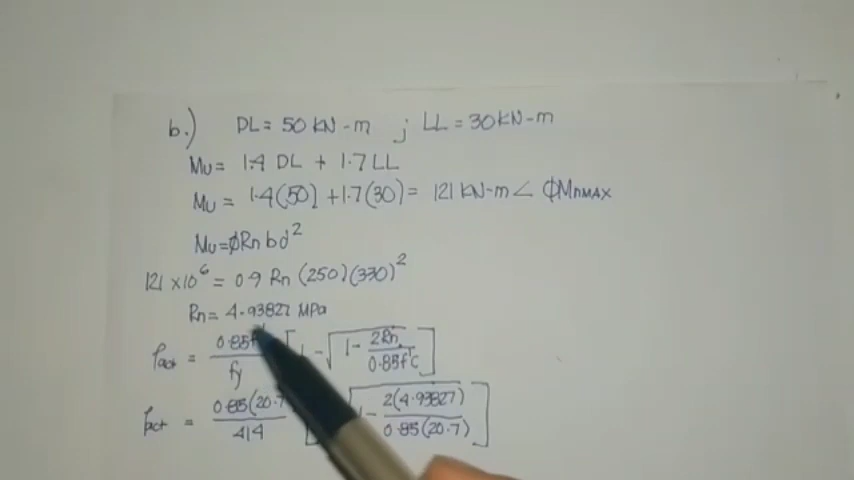 b.) DL = 50 KN-m ; LL = 30 KN-m
Mu = 1.4 DL + 1.7 LL
Mu = 1.4(50) + 1.7(30) = 121 KN-m < ϕMnMAX
Mu = ϕRn bd²
121 x10⁶ = 0.9 Rn (250)(330)²
Rn = 4.93827 MPa
ρact = 0.85f / fy [ - √ 1 - 2Rn / 0.85f'c ]
ρact = 0.85(20.7 / 414 [ - 2(4.93827) / 0.85(20.7) ]